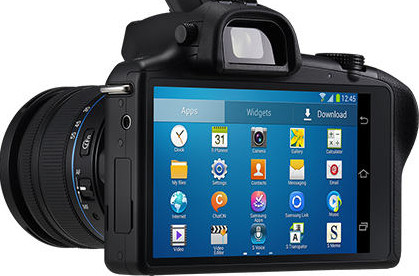 12:45
Apps Widgets Download
Clock S Planner Camera Gallery Calculator
My Files Settings Contacts Messaging Email
Internet ChatON Samsung Apps Samsung Link Video
Video Editor S Voice S Translator S Memo